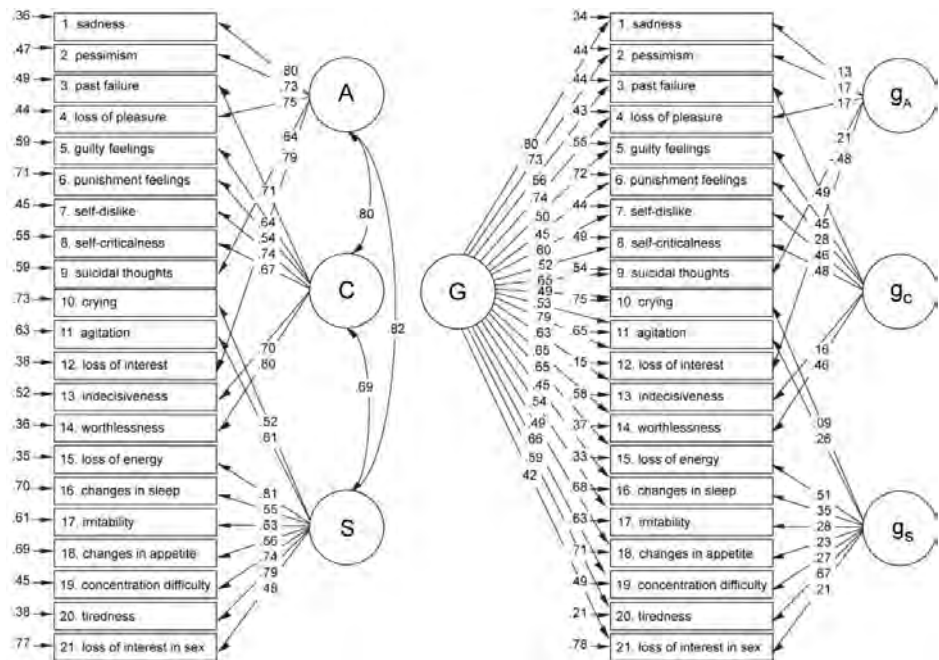 .36 1. sadness
.47 2. pessimism
.49 3. past failure
.44 4. loss of pleasure
.59 5. guilty feelings
.71 6. punishment feelings
.45 7. self-dislike
.55 8. self-criticalness
.59 9. suicidal thoughts
.73 10. crying
.63 11. agitation
.38 12. loss of interest
.52 13. indecisiveness
.36 14. worthlessness
.35 15. loss of energy
.70 16. changes in sleep
.61 17. irritability
.69 18. changes in appetite
.45 19. concentration difficulty
.38 20. tiredness
.77 21. loss of interest in sex
.80
.73
.75
.64
.79
A
.71
.64
.54
.74
.67
.70
.80
C
.52
.61
.81
.55
.63
.56
.74
.79
.48
S
.80
.69
.82
G
.80
.73
.56
.74
.50
.45
.60
.52
.65
.49
.53
.79
.63
.65
.65
.45
.54
.49
.66
.59
.42
.34 1. sadness
.44 2. pessimism
.44 3. past failure
.43 4. loss of pleasure
.55 5. guilty feelings
.72 6. punishment feelings
.44 7. self-dislike
.49 8. self-criticalness
.54 9. suicidal thoughts
.75 10. crying
.65 11. agitation
.15 12. loss of interest
.58 13. indecisiveness
.37 14. worthlessness
.33 15. loss of energy
.68 16. changes in sleep
.63 17. irritability
.71 18. changes in appetite
.49 19. concentration difficulty
.21 20. tiredness
.78 21. loss of interest in sex
.13
.17
.17
.21
-.48
gA
.49
.45
.28
.46
.48
.16
.46
gC
.09
.26
.51
.35
.28
.23
.27
.67
.21
gS